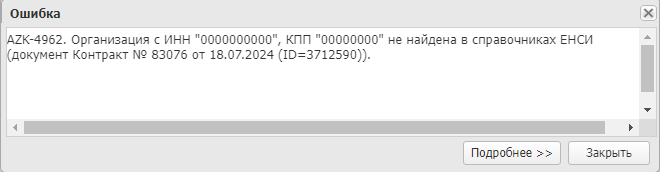 Ошибка
AZK-4962. Организация с ИНН "0000000000", КПП "00000000" не найдена в справочниках ЕНСИ
(документ Контракт № 83076 от 18.07.2024 (ID=3712590)).
Подробнее >> Закрыть